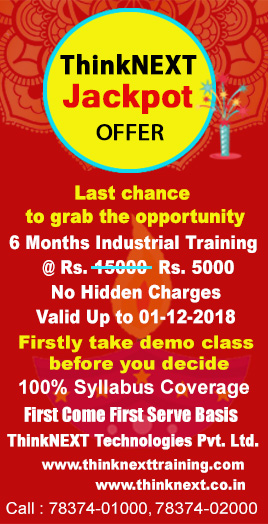 ThinkNEXT
Jackpot
OFFER
Last chance
to grab the opportunity
6 Months Industrial Training
@ Rs. 15000 Rs. 5000
No Hidden Charges
Valid Up to 01-12-2018
Firstly take demo class
before you decide
100% Syllabus Coverage
First Come First Serve Basis
ThinkNEXT Technologies Pvt. Ltd.
www.thinknexttraining.com
www.thinknext.co.in
Call : 78374-01000, 78374-02000